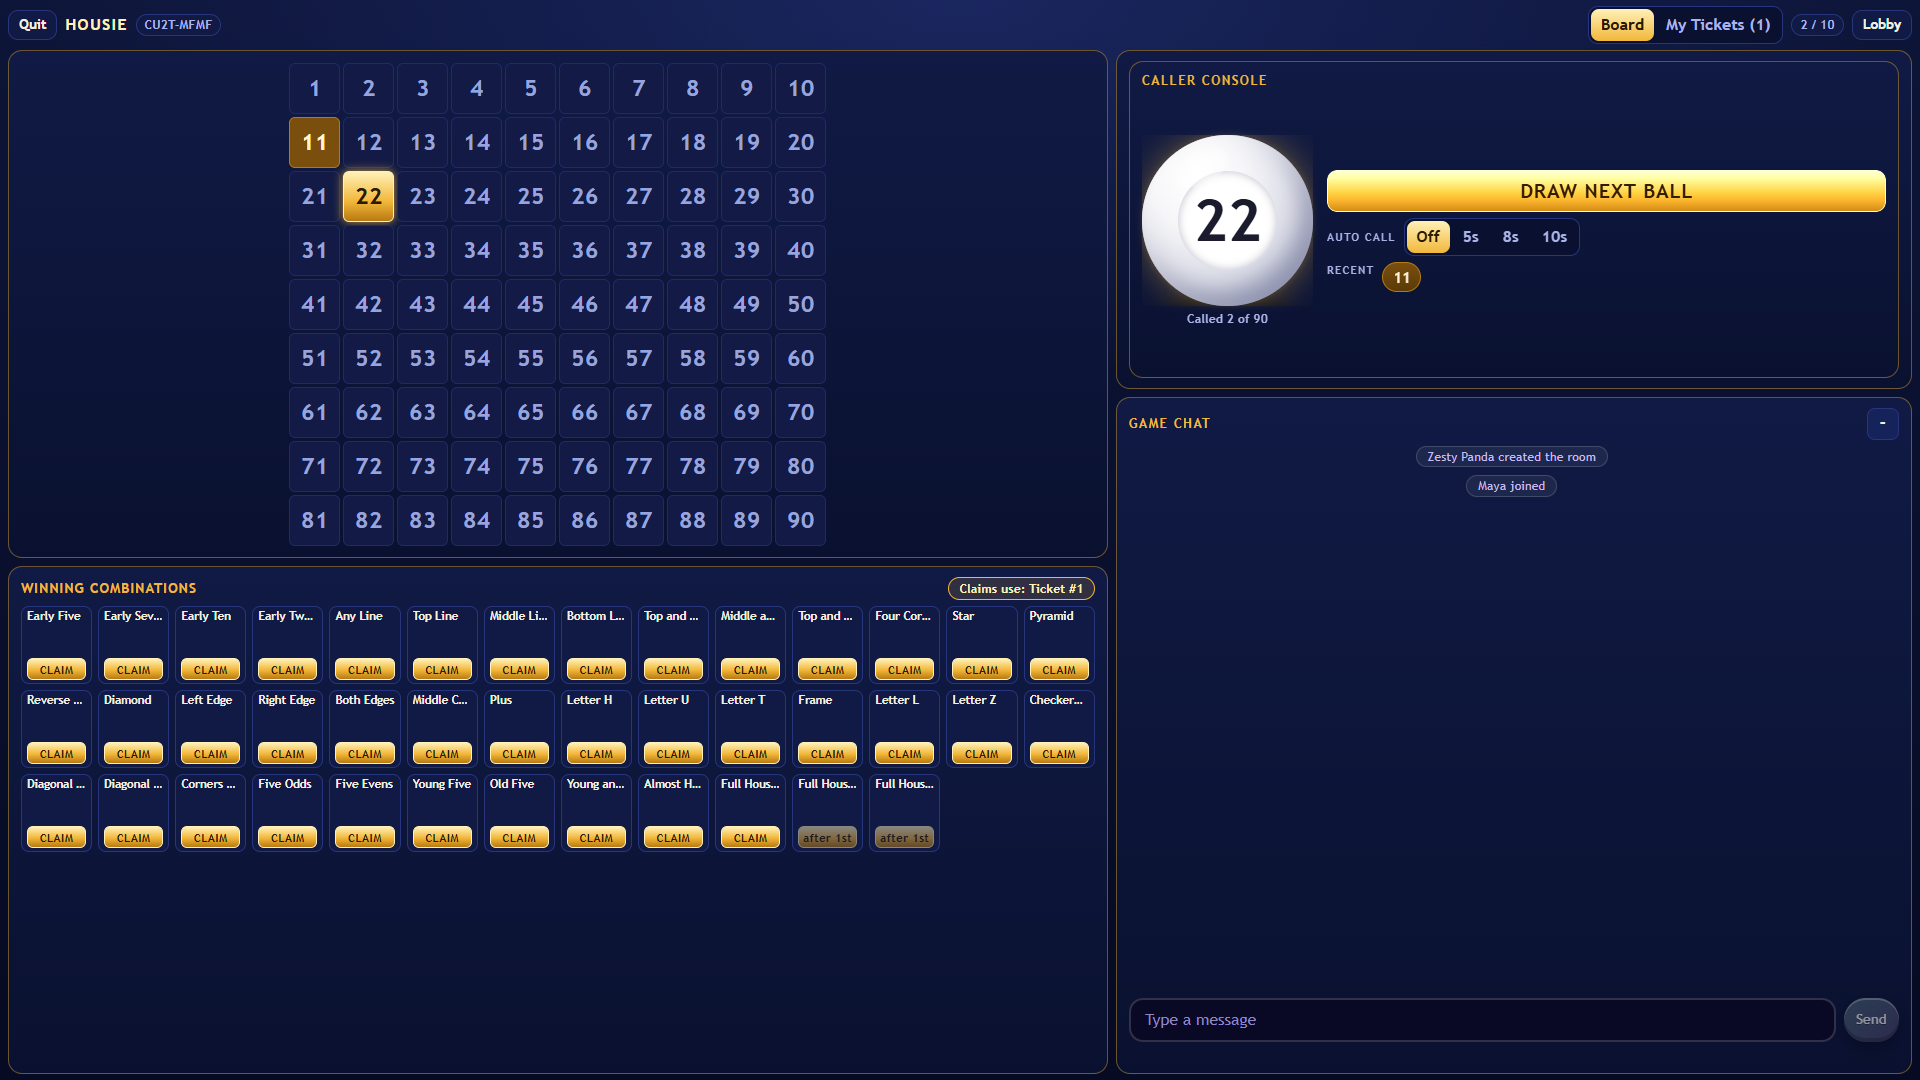 Quit HOUSIE CU2T-MFMF Board My Tickets (1) 2 / 10 Lobby
1 2 3 4 5 6 7 8 9 10
11 12 13 14 15 16 17 18 19 20
21 22 23 24 25 26 27 28 29 30
31 32 33 34 35 36 37 38 39 40
41 42 43 44 45 46 47 48 49 50
51 52 53 54 55 56 57 58 59 60
61 62 63 64 65 66 67 68 69 70
71 72 73 74 75 76 77 78 79 80
81 82 83 84 85 86 87 88 89 90
WINNING COMBINATIONS Claims use: Ticket #1
Early Five Early Sev... Early Ten Early Tw... Any Line Top Line Middle Li... Bottom L... Top and ... Middle a... Top and ... Four Cor... Star Pyramid
CLAIM CLAIM CLAIM CLAIM CLAIM CLAIM CLAIM CLAIM CLAIM CLAIM CLAIM CLAIM CLAIM CLAIM
Reverse ... Diamond Left Edge Right Edge Both Edges Middle C... Plus Letter H Letter U Letter T Frame Letter L Letter Z Checker...
CLAIM CLAIM CLAIM CLAIM CLAIM CLAIM CLAIM CLAIM CLAIM CLAIM CLAIM CLAIM CLAIM CLAIM
Diagonal ... Diagonal ... Corners ... Five Odds Five Evens Young Five Old Five Young an... Almost H... Full Hous... Full Hous... Full Hous...
CLAIM CLAIM CLAIM CLAIM CLAIM CLAIM CLAIM CLAIM CLAIM CLAIM after 1st after 1st
CALLER CONSOLE
22
Called 2 of 90
DRAW NEXT BALL
AUTO CALL Off 5s 8s 10s
RECENT 11
GAME CHAT -
Zesty Panda created the room
Maya joined
Type a message Send